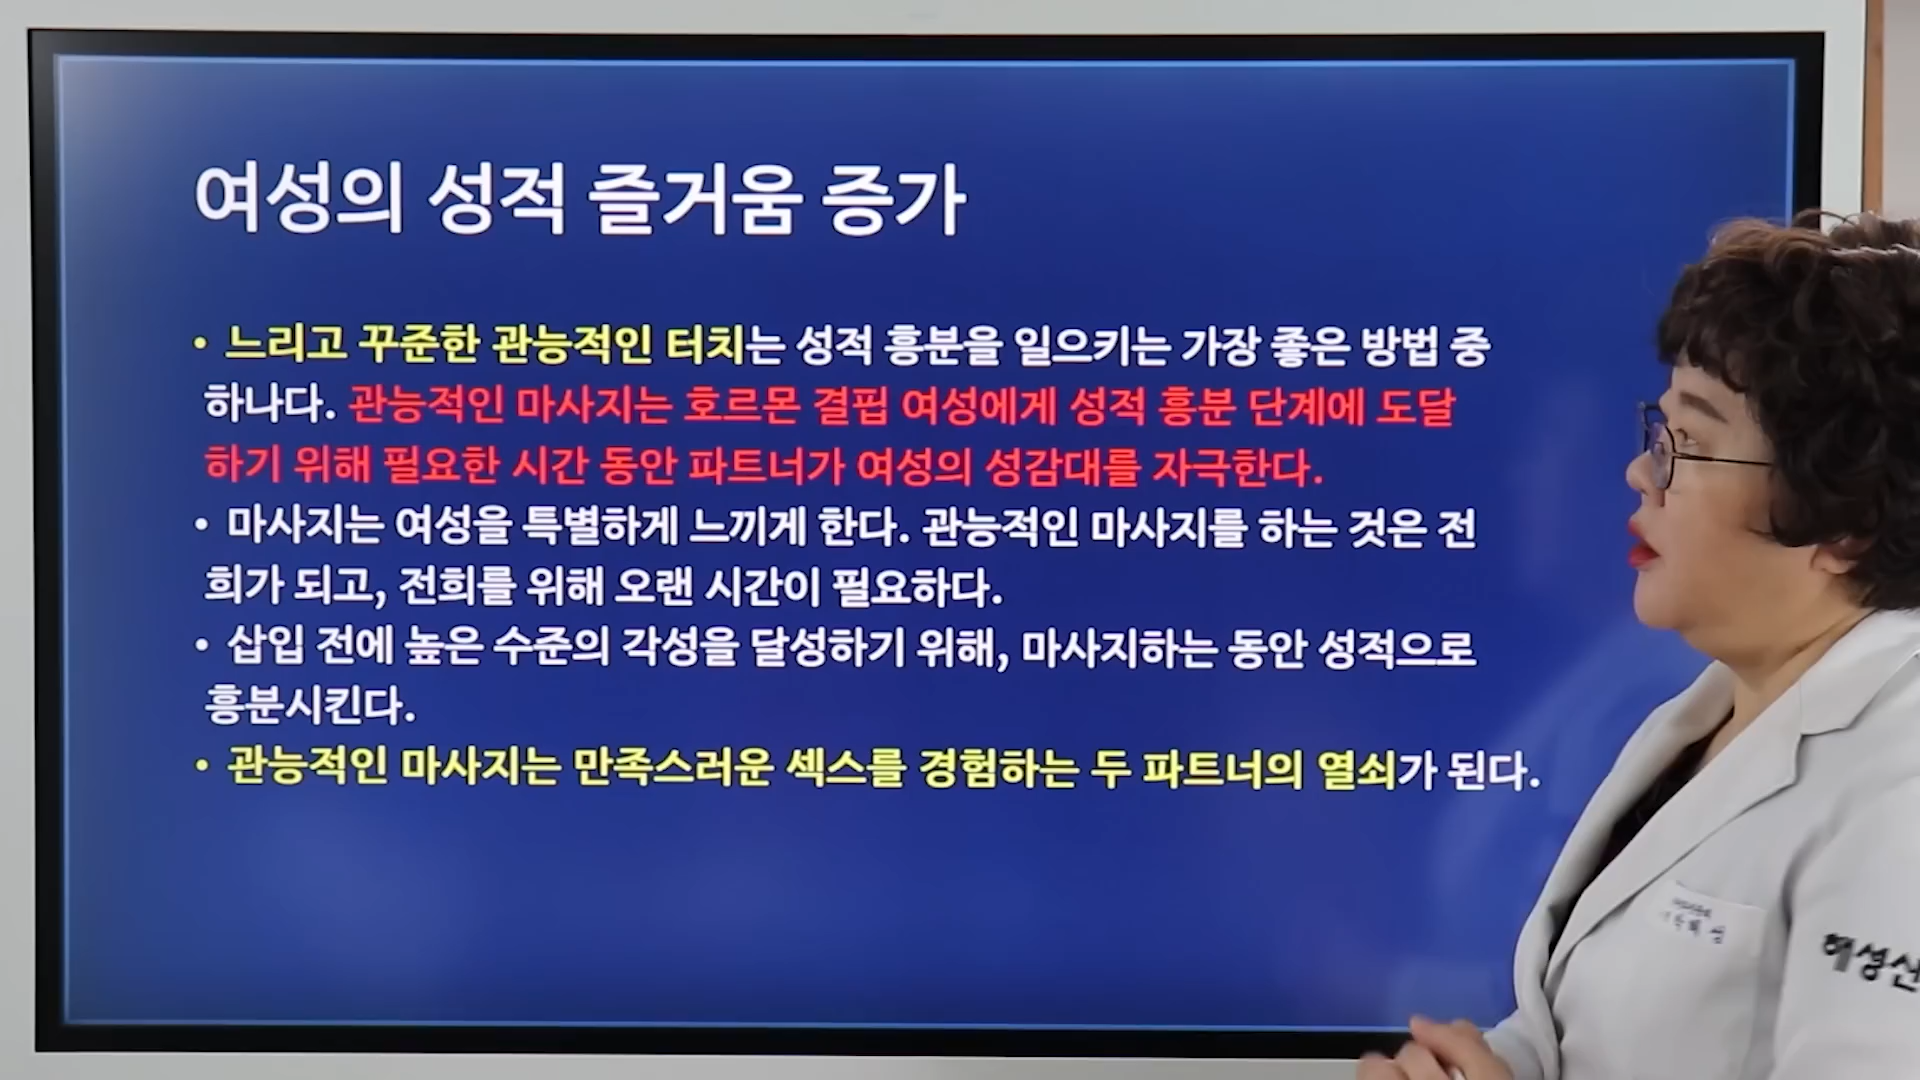 여성의 성적 즐거움 증가
• 느리고 꾸준한 관능적인 터치는 성적 흥분을 일으키는 가장 좋은 방법 중
하나다. 관능적인 마사지는 호르몬 결핍 여성에게 성적 흥분 단계에 도달
하기 위해 필요한 시간 동안 파트너가 여성의 성감대를 자극한다.
• 마사지는 여성을 특별하게 느끼게 한다. 관능적인 마사지를 하는 것은 전
희가 되고, 전희를 위해 오랜 시간이 필요하다.
• 삽입 전에 높은 수준의 각성을 달성하기 위해, 마사지하는 동안 성적으로
흥분시킨다.
• 관능적인 마사지는 만족스러운 섹스를 경험하는 두 파트너의 열쇠가 된다.
해성산